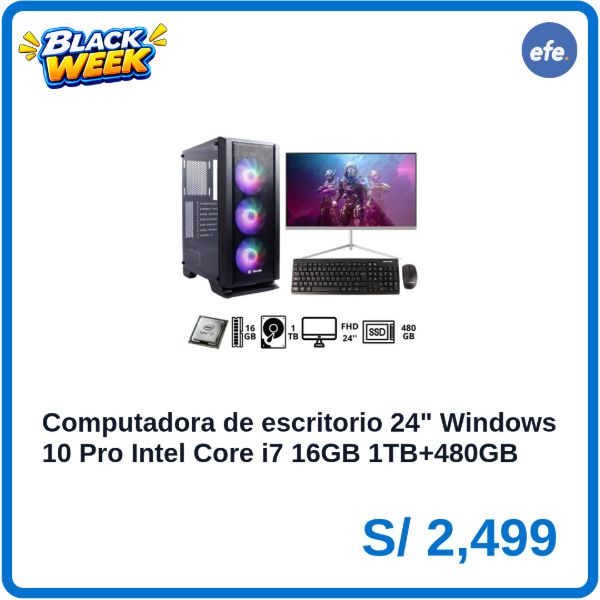 BLACK
WEEK
efe.
16
GB
1
TB
FHD
24''
SSD
480
GB
Computadora de escritorio 24" Windows
10 Pro Intel Core i7 16GB 1TB+480GB
S/ 2,499